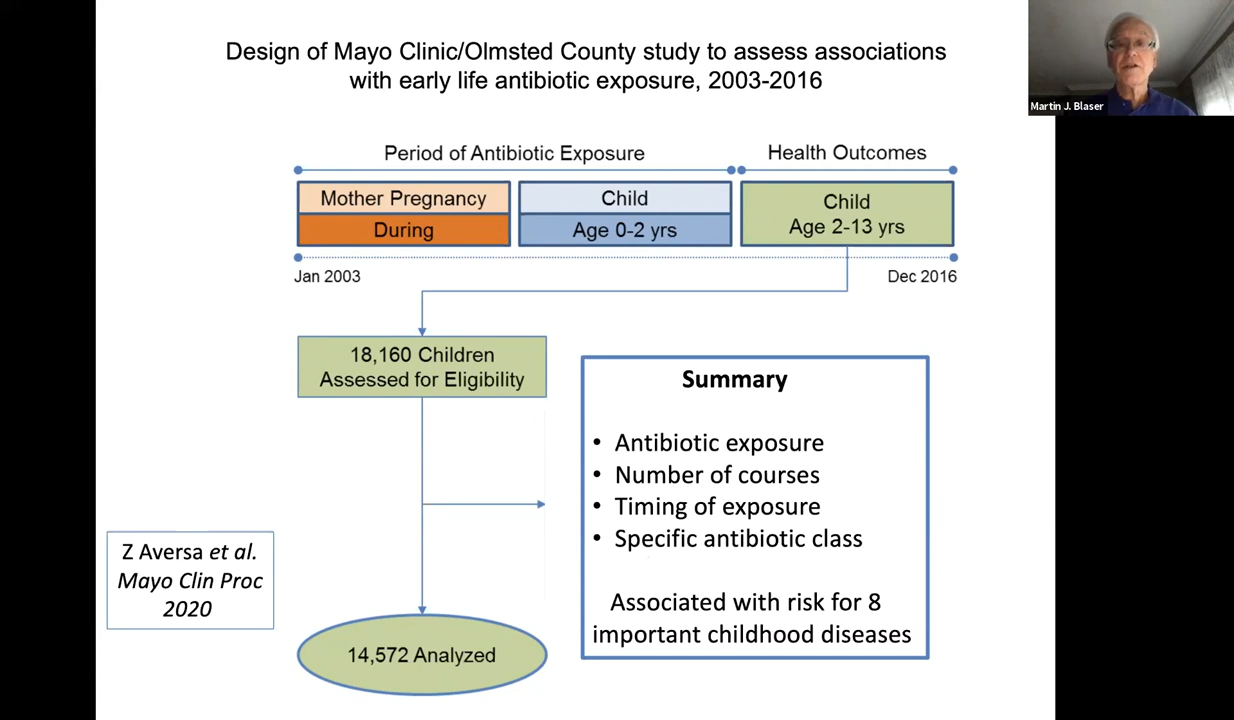 Design of Mayo Clinic/Olmsted County study to assess associations
with early life antibiotic exposure, 2003-2016
Martin J. Blaser
Period of Antibiotic Exposure
Health Outcomes
Mother Pregnancy
During
Child
Age 0-2 yrs
Child
Age 2-13 yrs
Jan 2003
Dec 2016
18,160 Children
Assessed for Eligibility
Summary
• Antibiotic exposure
• Number of courses
• Timing of exposure
• Specific antibiotic class
Associated with risk for 8
important childhood diseases
Z Aversa et al.
Mayo Clin Proc
2020
14,572 Analyzed